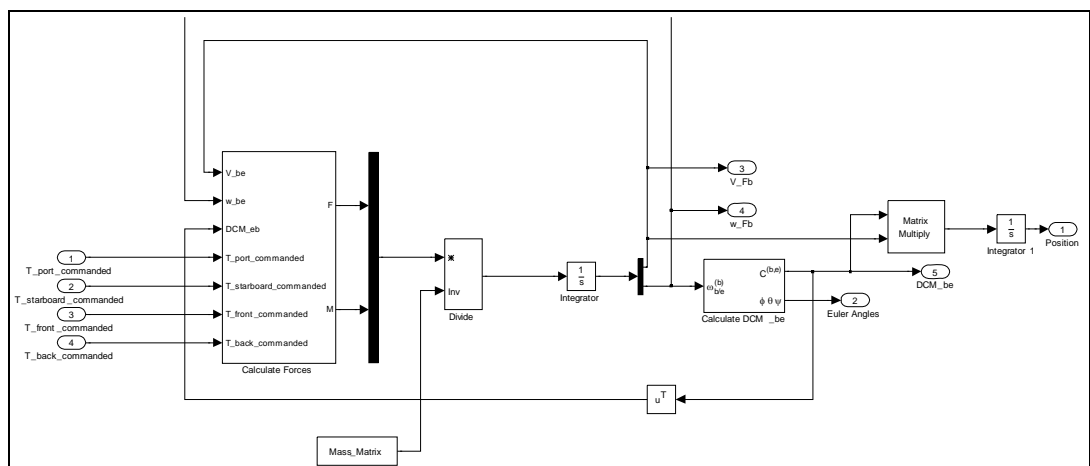 V_be
w_be
DCM_eb
T_port_commanded
T_starboard_commanded
T_front_commanded
T_back_commanded
F
M
Calculate Forces
1
T_port_commanded
2
T_starboard_commanded
3
T_front_commanded
4
T_back_commanded
Inv
Divide
Mass_Matrix
1
s
Integrator
3
V_Fb
4
w_Fb
ω(b)
b/e
C(b,e)
ϕ θ ψ
Calculate DCM _be
2
Euler Angles
5
DCM_be
Matrix
Multiply
1
s
Integrator 1
1
Position
uT